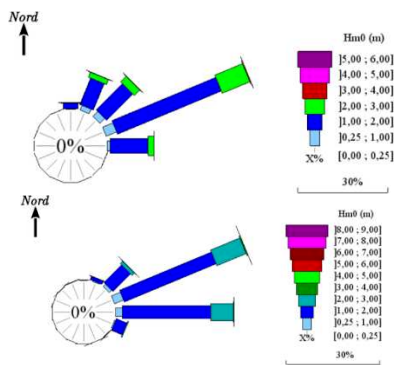 Nord
0%
Hm0 (m)
]5,00 ; 6,00]
]4,00 ; 5,00]
]3,00 ; 4,00]
]2,00 ; 3,00]
]1,00 ; 2,00]
]0,25 ; 1,00]
X% [0,00 ; 0,25]
30%
Nord
0%
Hm0 (m)
]8,00 ; 9,00]
]7,00 ; 8,00]
]6,00 ; 7,00]
]5,00 ; 6,00]
]4,00 ; 5,00]
]3,00 ; 4,00]
]2,00 ; 3,00]
]1,00 ; 2,00]
]0,25 ; 1,00]
X% [0,00 ; 0,25]
30%